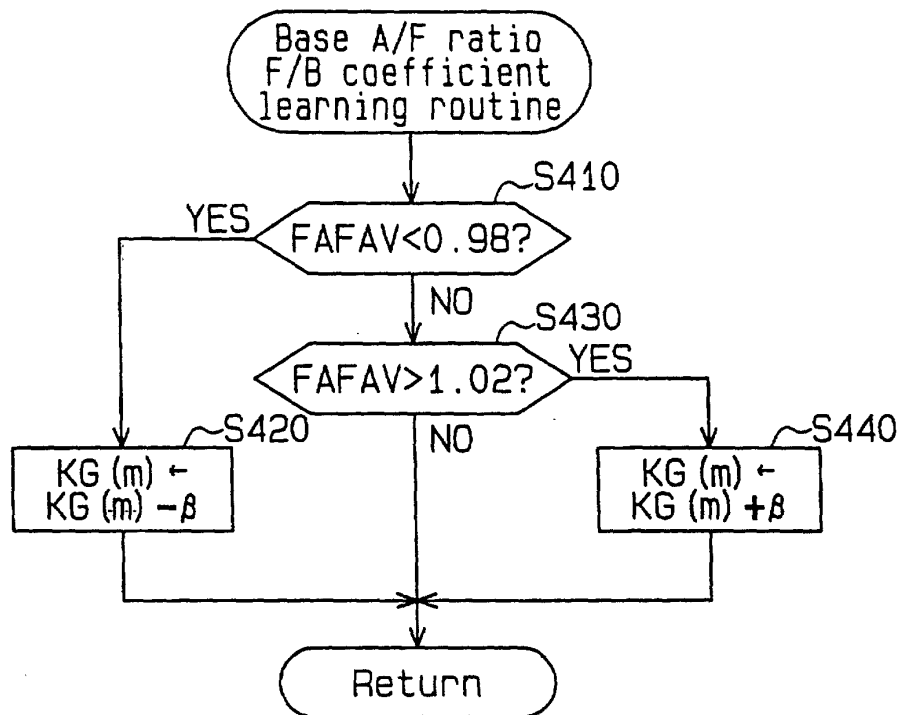 Base A/F ratio
F/B coefficient
learning routine
S410
YES
FAFAV<0.98?
NO
S430
FAFAV>1.02?
YES
NO
S420
KG(m) ←
KG(m) -β
S440
KG(m) ←
KG(m) +β
Return